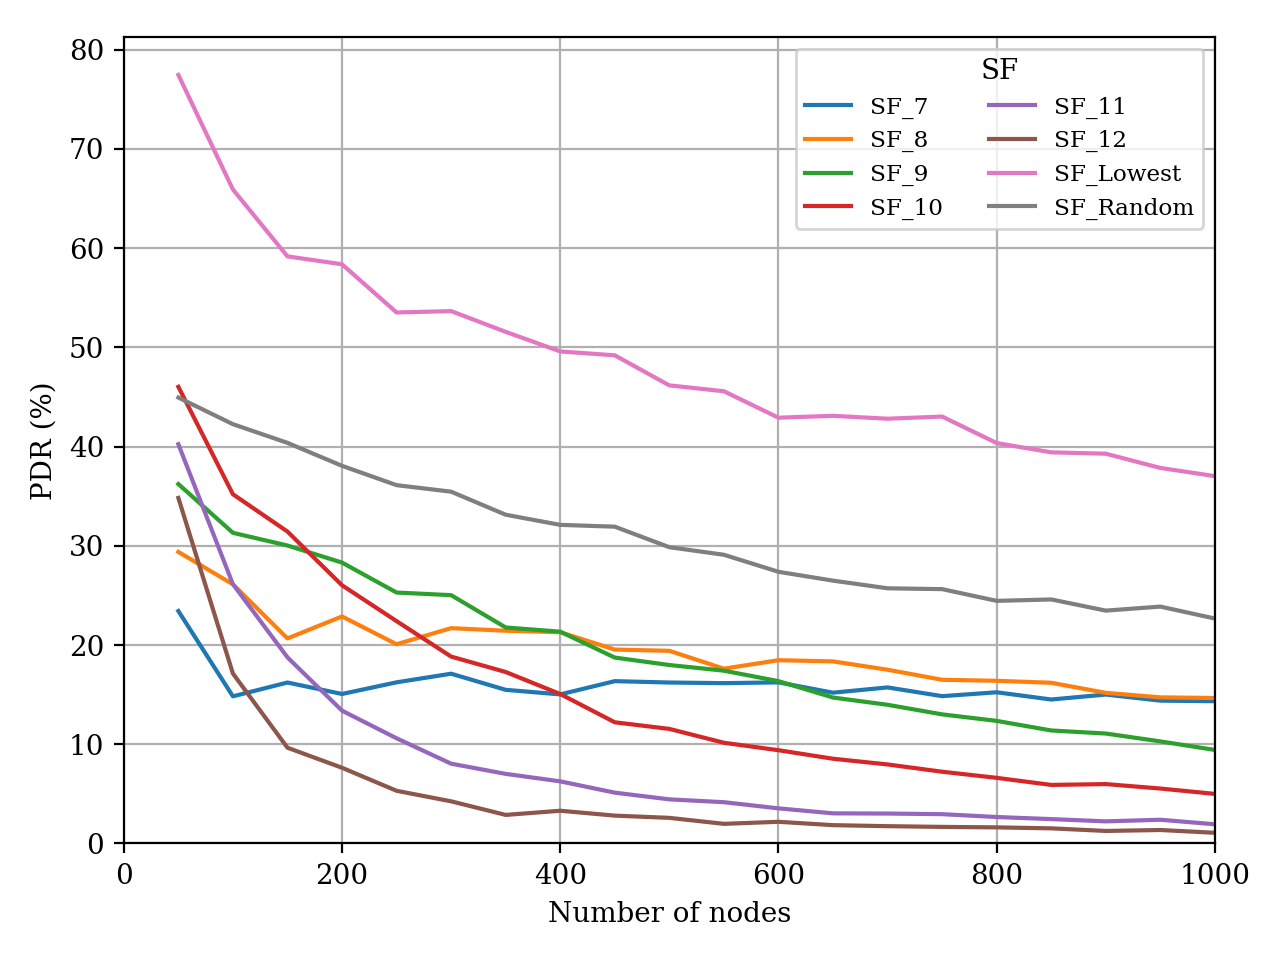 80
70
60
50
40
30
20
10
0
PDR (%)
SF
SF_7
SF_8
SF_9
SF_10
SF_11
SF_12
SF_Lowest
SF_Random
0 200 400 600 800 1000
Number of nodes